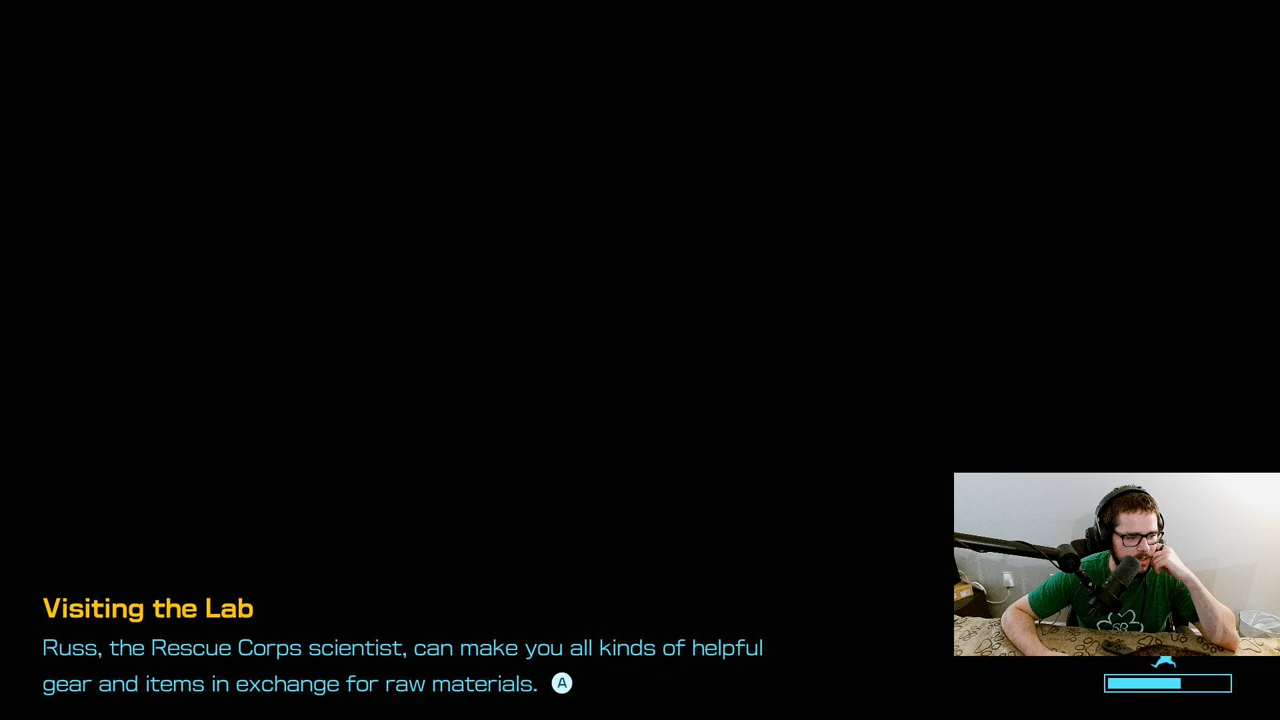 Visiting the Lab
Russ, the Rescue Corps scientist, can make you all kinds of helpful
gear and items in exchange for raw materials. A